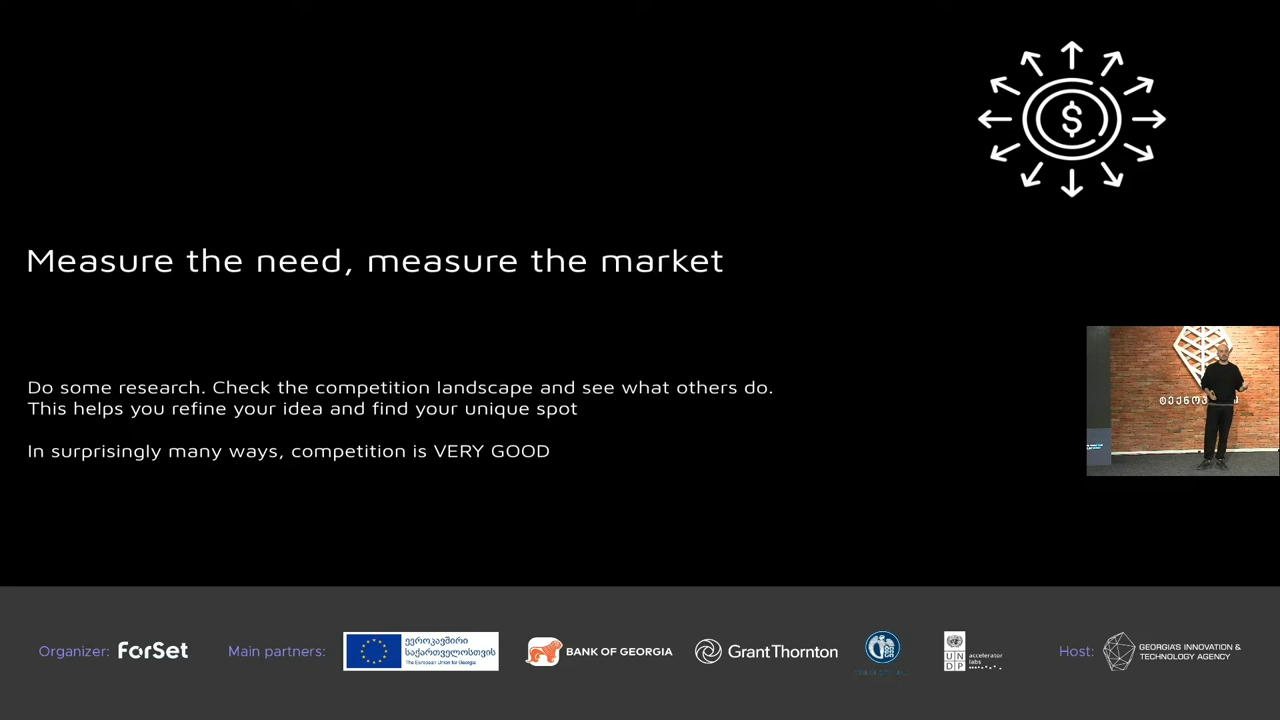 $
Measure the need, measure the market
Do some research. Check the competition landscape and see what others do.
This helps you refine your idea and find your unique spot
In surprisingly many ways, competition is VERY GOOD
Organizer: ForSet
Main partners:
ევროკავშირი
საქართველოსთვის
The European Union for Georgia
BANK OF GEORGIA
GrantThornton
UN
DP
accelerator
labs
Host:
GEORGIA'S INNOVATION &
TECHNOLOGY AGENCY